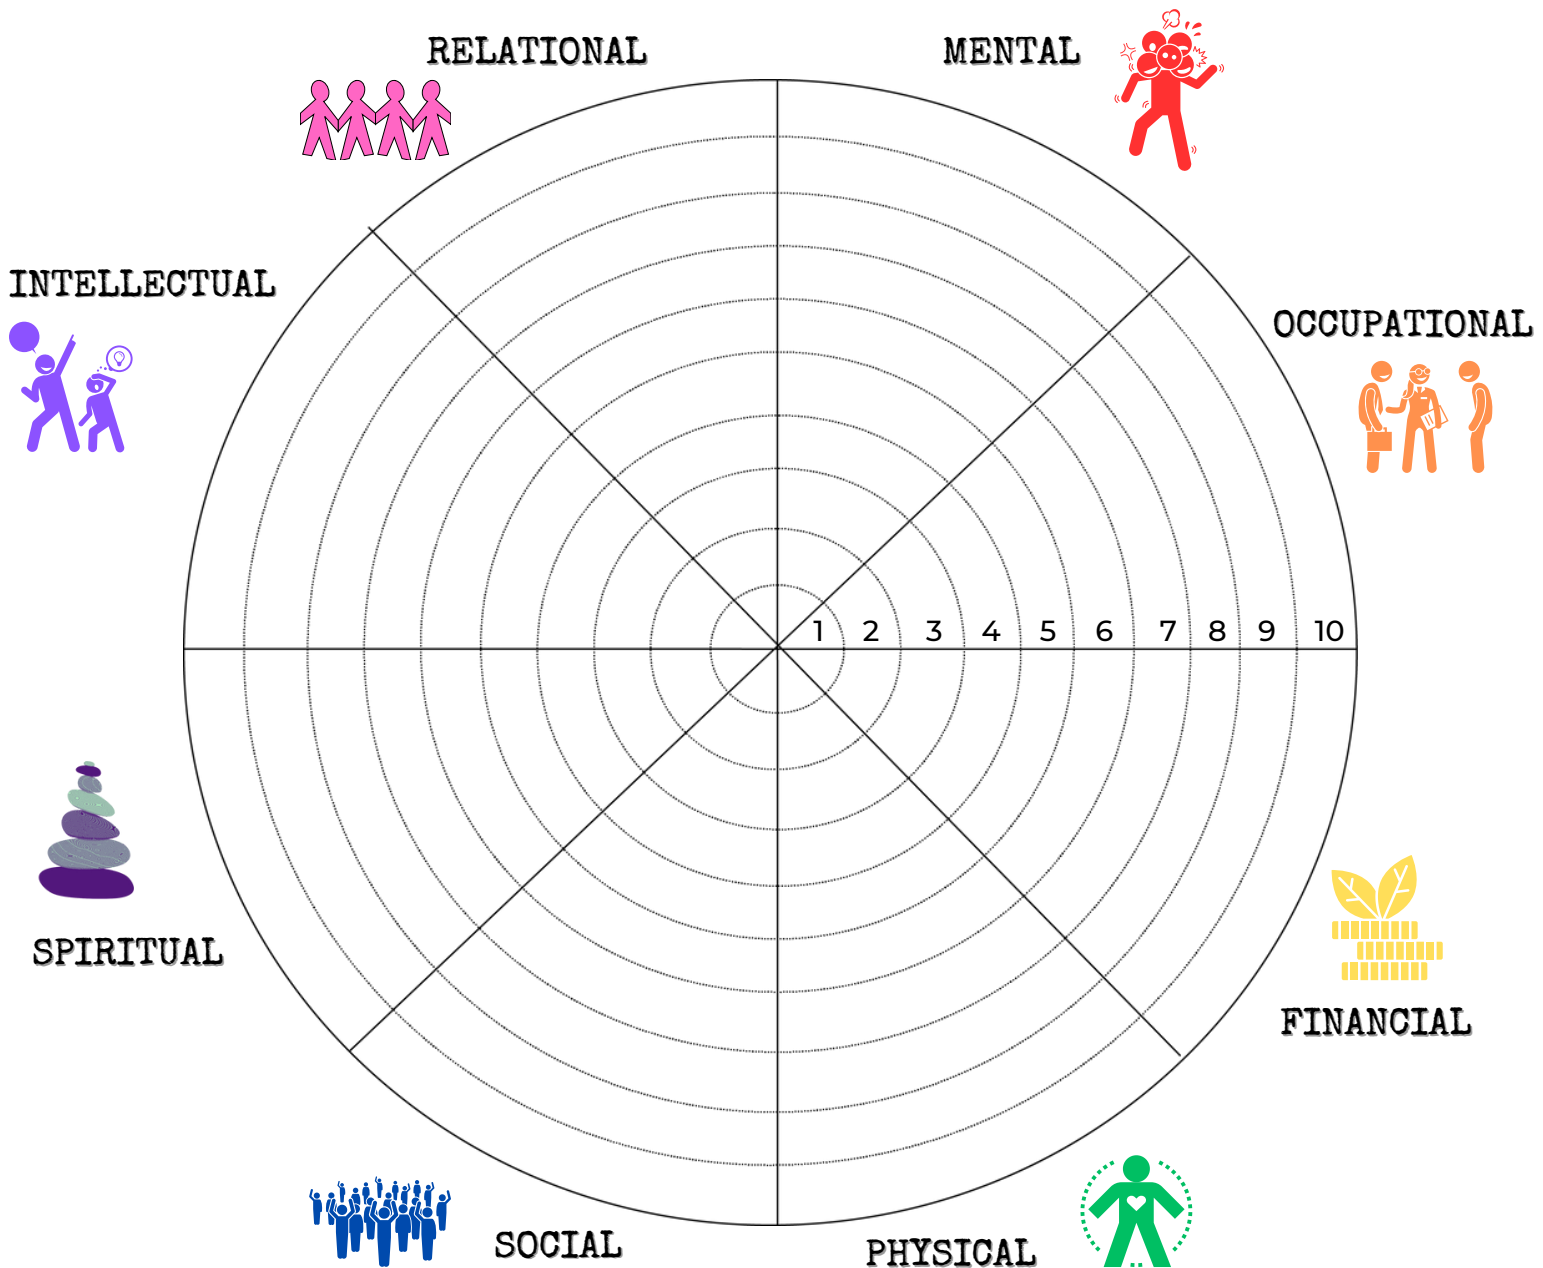 RELATIONAL
MENTAL
INTELLECTUAL
OCCUPATIONAL
1 2 3 4 5 6 7 8 9 10
SPIRITUAL
FINANCIAL
SOCIAL
PHYSICAL